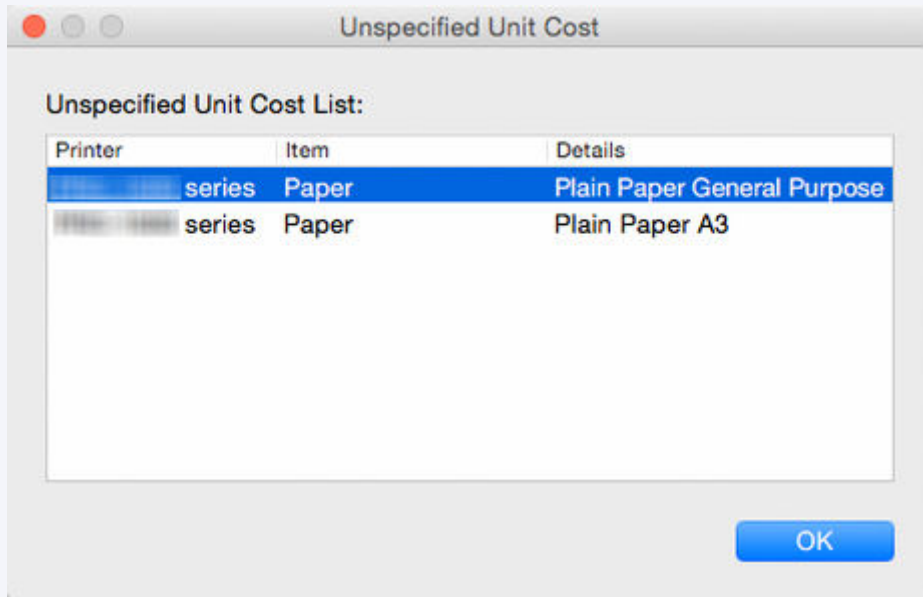 Unspecified Unit Cost
Unspecified Unit Cost List:
Printer Item Details
series Paper Plain Paper General Purpose
series Paper Plain Paper A3
OK